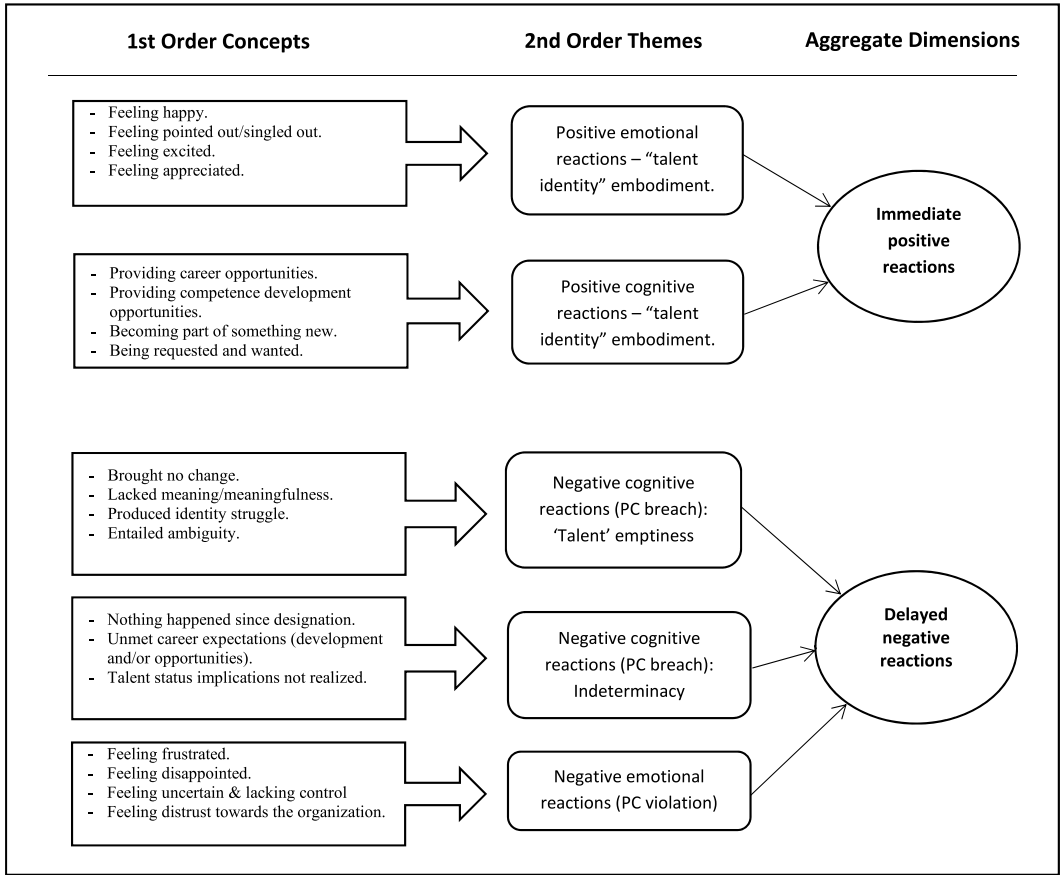 1st Order Concepts
2nd Order Themes
Aggregate Dimensions
- Feeling happy.
- Feeling pointed out/singled out.
- Feeling excited.
- Feeling appreciated.
Positive emotional
reactions – “talent
identity” embodiment.
Immediate
positive
reactions
- Providing career opportunities.
- Providing competence development
opportunities.
- Becoming part of something new.
- Being requested and wanted.
Positive cognitive
reactions – “talent
identity” embodiment.
- Brought no change.
- Lacked meaning/meaningfulness.
- Produced identity struggle.
- Entailed ambiguity.
Negative cognitive
reactions (PC breach):
‘Talent’ emptiness
- Nothing happened since designation.
- Unmet career expectations (development
and/or opportunities).
- Talent status implications not realized.
Negative cognitive
reactions (PC breach):
Indeterminacy
Delayed
negative
reactions
- Feeling frustrated.
- Feeling disappointed.
- Feeling uncertain & lacking control
- Feeling distrust towards the organization.
Negative emotional
reactions (PC violation)